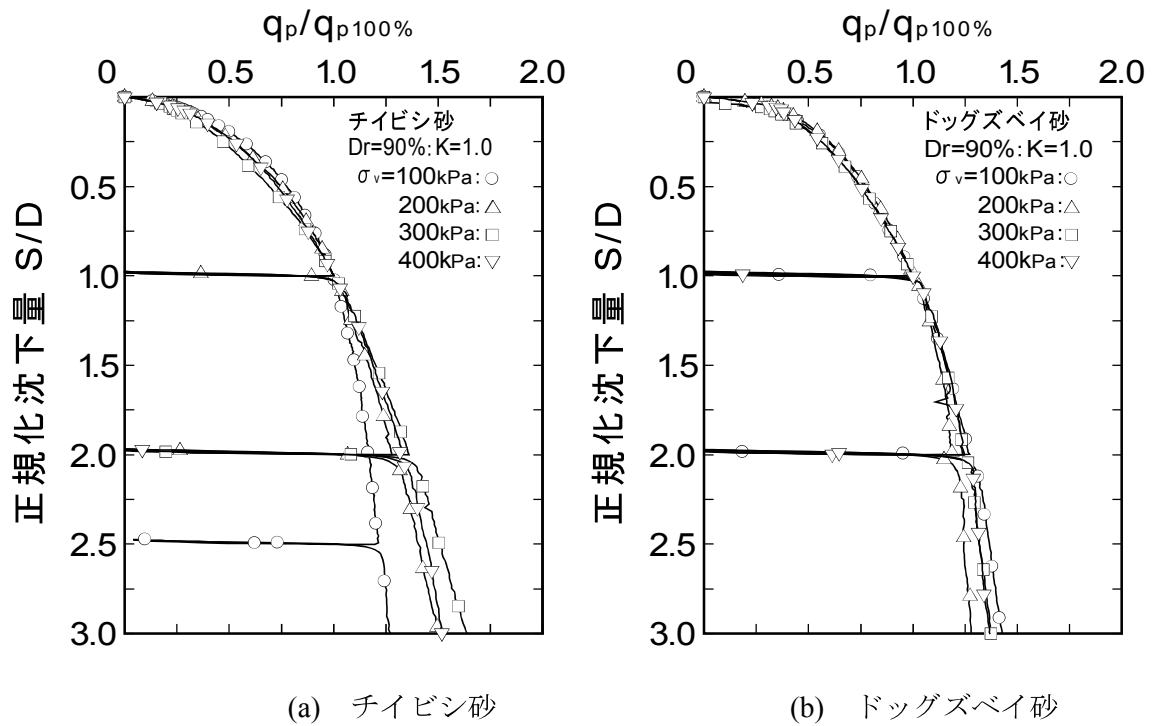 qp/qp100%
0 0.5 1.0 1.5 2.0
チイビシ砂
Dr=90%: K=1.0
σv=100kPa: ○
200kPa: △
300kPa: □
400kPa: ▽
0.5
1.0
1.5
2.0
2.5
3.0
正規化沈下量 S/D
(a) チイビシ砂
qp/qp100%
0 0.5 1.0 1.5 2.0
ドッグズベイ砂
Dr=90%: K=1.0
σv=100kPa: ○
200kPa: △
300kPa: □
400kPa: ▽
0.5
1.0
1.5
2.0
2.5
3.0
正規化沈下量 S/D
(b) ドッグズベイ砂